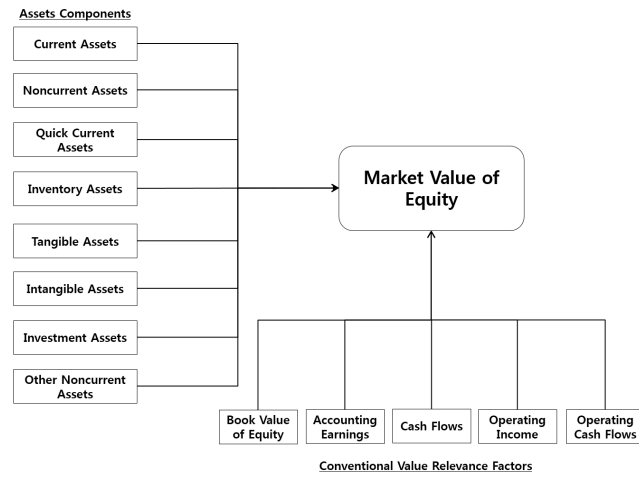 Assets Components
Current Assets
Noncurrent Assets
Quick Current
Assets
Inventory Assets
Tangible Assets
Intangible Assets
Investment Assets
Other Noncurrent
Assets
Market Value of
Equity
Book Value
of Equity
Accounting
Earnings
Cash Flows
Operating
Income
Operating
Cash Flows
Conventional Value Relevance Factors